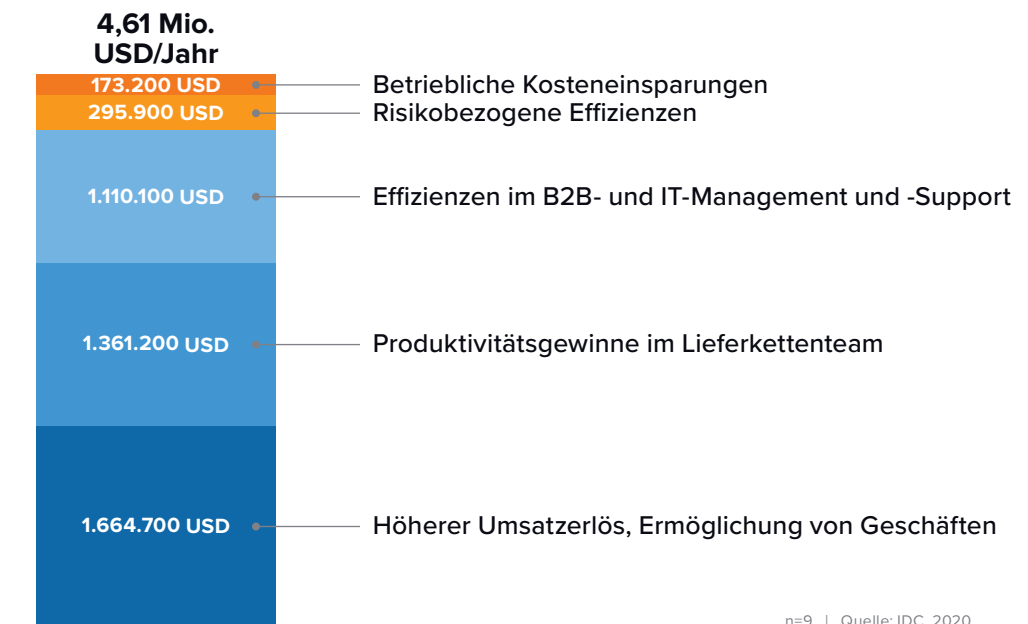 4,61 Mio.
USD/Jahr
173.200 USD
Betriebliche Kosteneinsparungen
295.900 USD
Risikobezogene Effizienzen
1.110.100 USD
Effizienzen im B2B- und IT-Management und -Support
1.361.200 USD
Produktivitätsgewinne im Lieferkettenteam
1.664.700 USD
Höherer Umsatzerlös, Ermöglichung von Geschäften
n=9 | Quelle: IDC, 2020